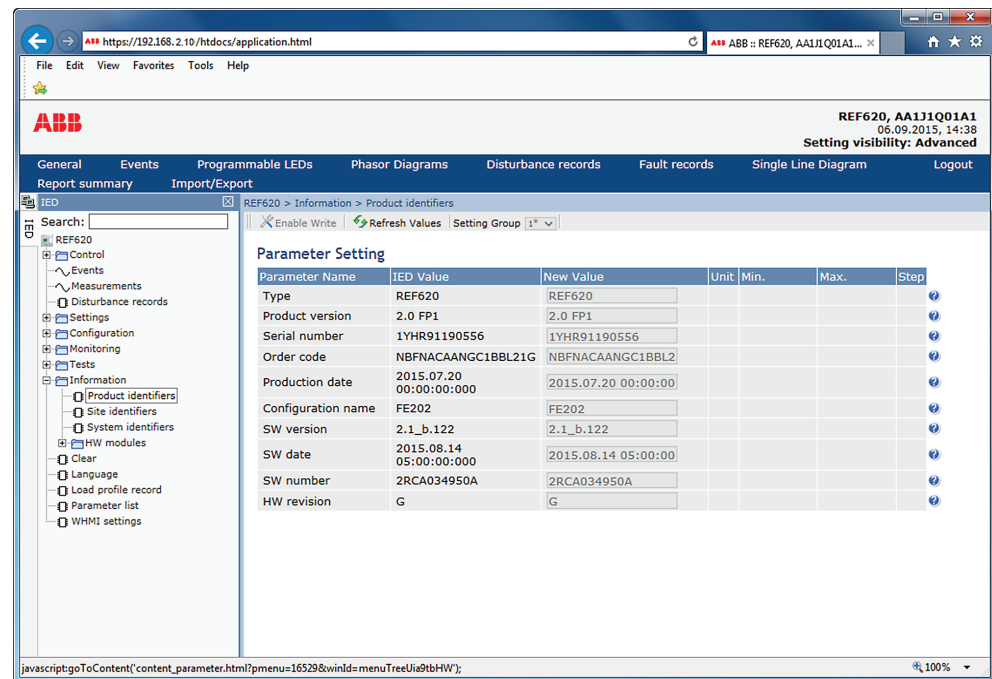 https://192.168.2.10/htdocs/application.html
ABB :: REF620, AA1J1Q01A1...
File Edit View Favorites Tools Help
ABB
REF620, AA1J1Q01A1
06.09.2015, 14:38
Setting visibility: Advanced
General Events Programmable LEDs Phasor Diagrams Disturbance records Fault records Single Line Diagram Logout
Report summary Import/Export
IED
REF620 > Information > Product identifiers
IED
Search:
Enable Write Refresh Values Setting Group 1*
REF620
Control
Events
Measurements
Disturbance records
Settings
Configuration
Monitoring
Tests
Information
Product identifiers
Site identifiers
System identifiers
HW modules
Clear
Language
Load profile record
Parameter list
WHMI settings
Parameter Setting
Parameter Name IED Value New Value Unit Min. Max. Step
Type REF620 REF620
Product version 2.0 FP1 2.0 FP1
Serial number 1YHR91190556 1YHR91190556
Order code NBFNACAANGC1BBL21G NBFNACAANGC1BBL2
Production date 2015.07.20 00:00:00:000 2015.07.20 00:00:00
Configuration name FE202 FE202
SW version 2.1_b.122 2.1_b.122
SW date 2015.08.14 05:00:00:000 2015.08.14 05:00:00
SW number 2RCA034950A 2RCA034950A
HW revision G G
javascript:goToContent('content_parameter.html?pmenu=16529&winId=menuTreeUia9tbHW');
100%